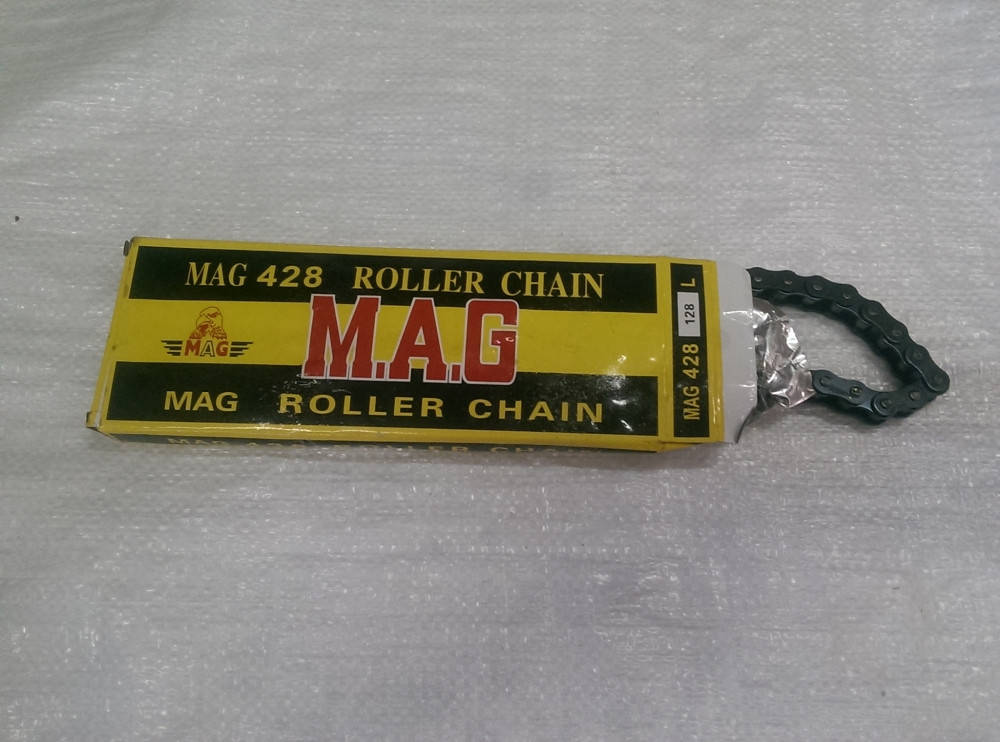 MAG 428 ROLLER CHAIN
M.A.G
MAG
MAG ROLLER CHAIN
MAG 428 128 L